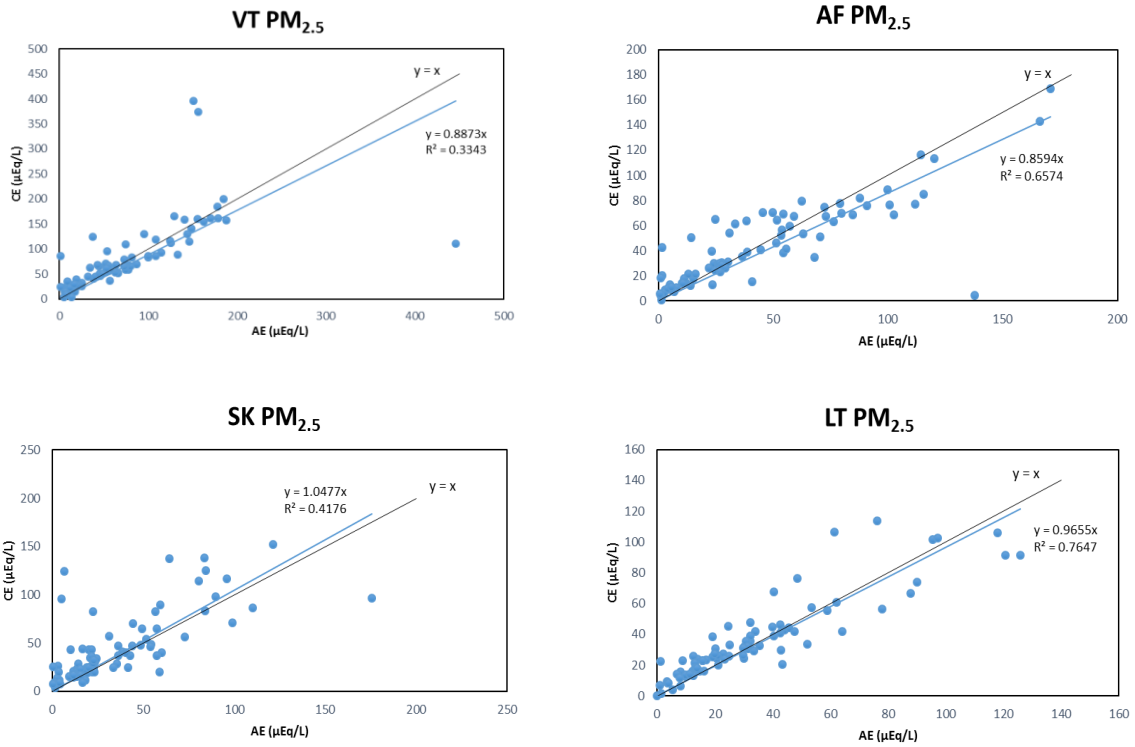 VT PM2.5
500
450
400
350
300
250
200
150
100
50
0
CE (µEq/L)
y = x
y = 0.8873x
R² = 0.3343
0 100 200 300 400 500
AE (µEq/L)
AF PM2.5
200
180
160
140
120
100
80
60
40
20
0
CE (µEq/L)
y = x
y = 0.8594x
R² = 0.6574
0 50 100 150 200
AE (µEq/L)
SK PM2.5
250
200
150
100
50
0
CE (µEq/L)
y = 1.0477x
R² = 0.4176
y = x
0 50 100 150 200 250
AE (µEq/L)
LT PM2.5
160
140
120
100
80
60
40
20
0
CE (µEq/L)
y = x
y = 0.9655x
R² = 0.7647
0 20 40 60 80 100 120 140 160
AE (µEq/L)